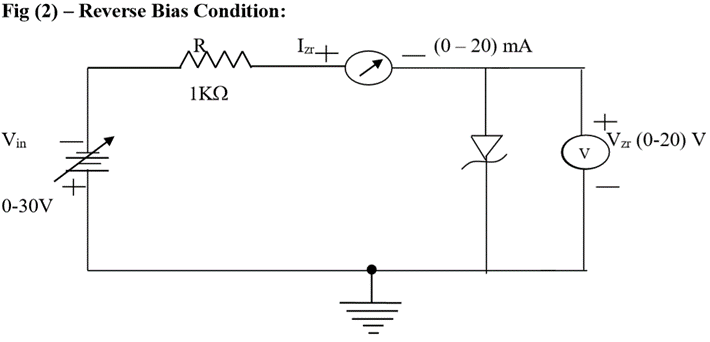 Fig (2) – Reverse Bias Condition:
R
Izr + — (0 – 20) mA
1KΩ
Vin —
+
0-30V
+
V
Vzr (0-20) V
—